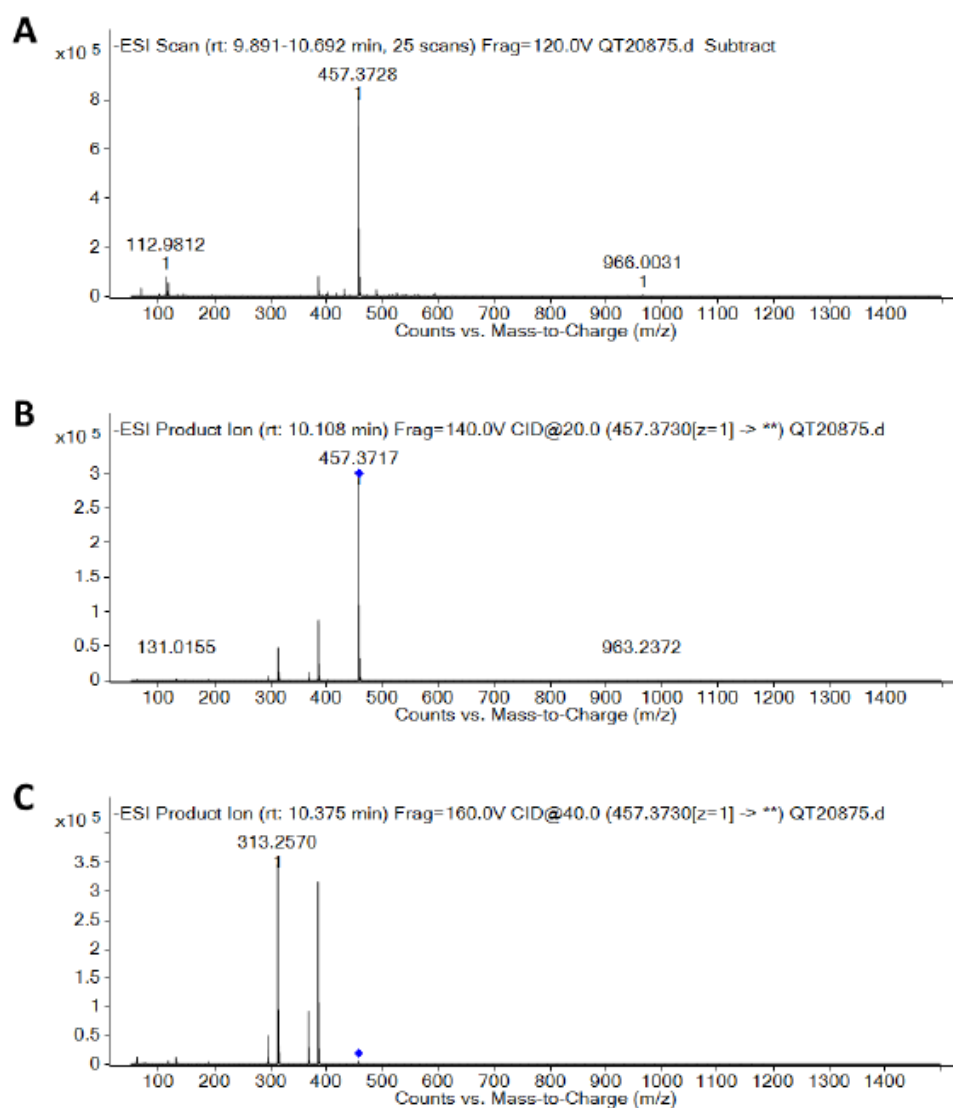 A
-ESI Scan (rt: 9.891-10.692 min, 25 scans) Frag=120.0V QT20875.d Subtract
x10 5
457.3728
1
8
6
4
112.9812
1
2
966.0031
1
0
100 200 300 400 500 600 700 800 900 1000 1100 1200 1300 1400
Counts vs. Mass-to-Charge (m/z)
B
-ESI Product Ion (rt: 10.108 min) Frag=140.0V CID@20.0 (457.3730[z=1] -> **) QT20875.d
x10 5
457.3717
3
2.5
2
1.5
1
0.5
131.0155
963.2372
0
100 200 300 400 500 600 700 800 900 1000 1100 1200 1300 1400
Counts vs. Mass-to-Charge (m/z)
C
-ESI Product Ion (rt: 10.375 min) Frag=160.0V CID@40.0 (457.3730[z=1] -> **) QT20875.d
x10 5
313.2570
1
3.5
3
2.5
2
1.5
1
0.5
0
100 200 300 400 500 600 700 800 900 1000 1100 1200 1300 1400
Counts vs. Mass-to-Charge (m/z)